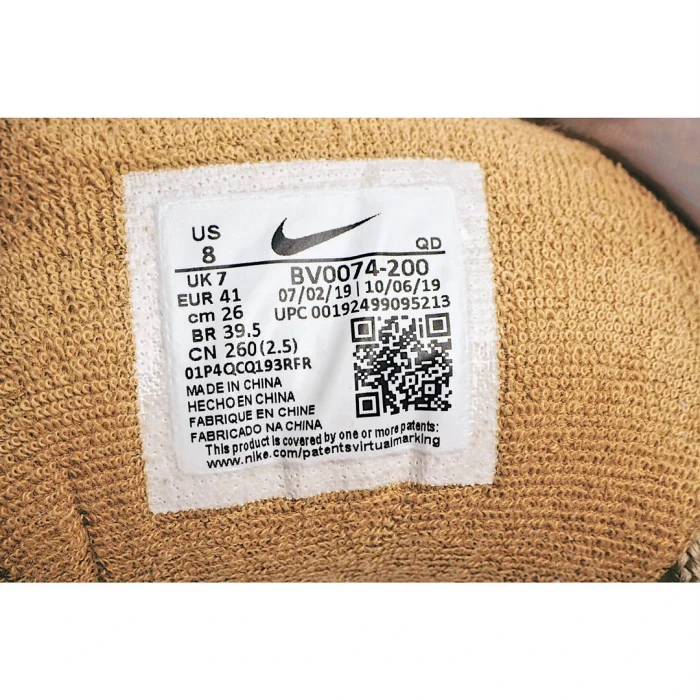 US
8
QD
UK 7
EUR 41
cm 26
BR 39.5
CN 260 (2.5)
BV0074-200
07/02/19 | 10/06/19
UPC 00192499095213
01P4QCQ193RFR
MADE IN CHINA
HECHO EN CHINA
FABRIQUE EN CHINE
FABRICADO NA CHINA
This product is covered by one or more patents:
www.nike.com/patentsvirtualmarking